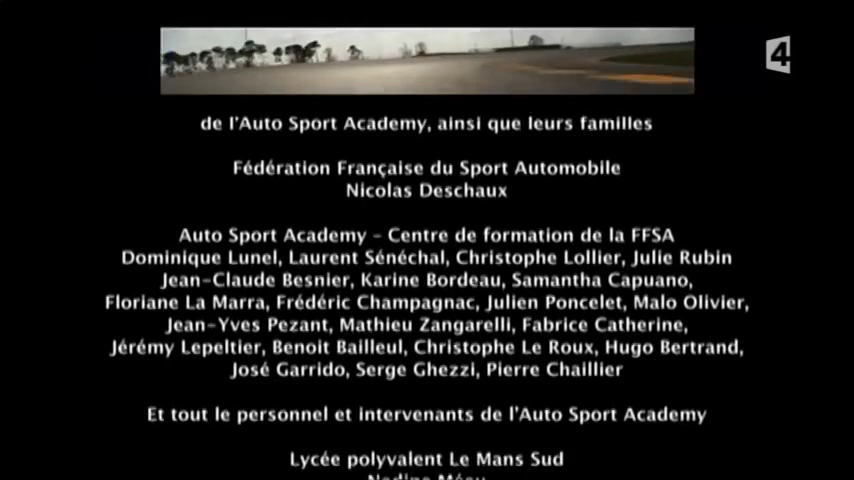 4
de l'Auto Sport Academy, ainsi que leurs familles
Fédération Française du Sport Automobile
Nicolas Deschaux
Auto Sport Academy - Centre de formation de la FFSA
Dominique Lunel, Laurent Sénéchal, Christophe Lollier, Julie Rubin
Jean-Claude Besnier, Karine Bordeau, Samantha Capuano,
Floriane La Marra, Frédéric Champagnac, Julien Poncelet, Malo Olivier,
Jean-Yves Pezant, Mathieu Zangarelli, Fabrice Catherine,
Jérémy Lepeltier, Benoit Bailleul, Christophe Le Roux, Hugo Bertrand,
José Garrido, Serge Ghezzi, Pierre Chaillier
Et tout le personnel et intervenants de l'Auto Sport Academy
Lycée polyvalent Le Mans Sud